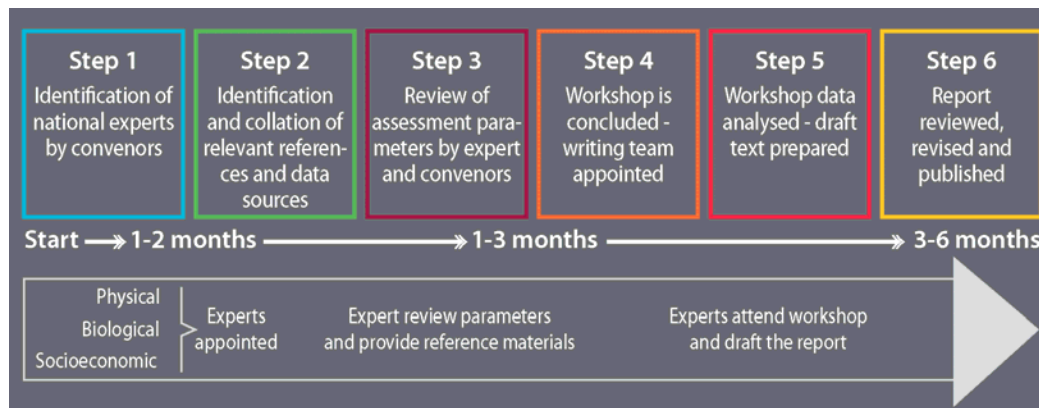 Step 1
Identification of
national experts
by convenors
Step 2
Identification
and collation of
relevant referen-
ces and data
sources
Step 3
Review of
assessment para-
meters by expert
and convenors
Step 4
Workshop is
concluded -
writing team
appointed
Step 5
Workshop data
analysed - draft
text prepared
Step 6
Report
reviewed,
revised and
published
Start
1-2 months
1-3 months
3-6 months
Physical
Biological
Socioeconomic
Experts
appointed
Expert review parameters
and provide reference materials
Experts attend workshop
and draft the report